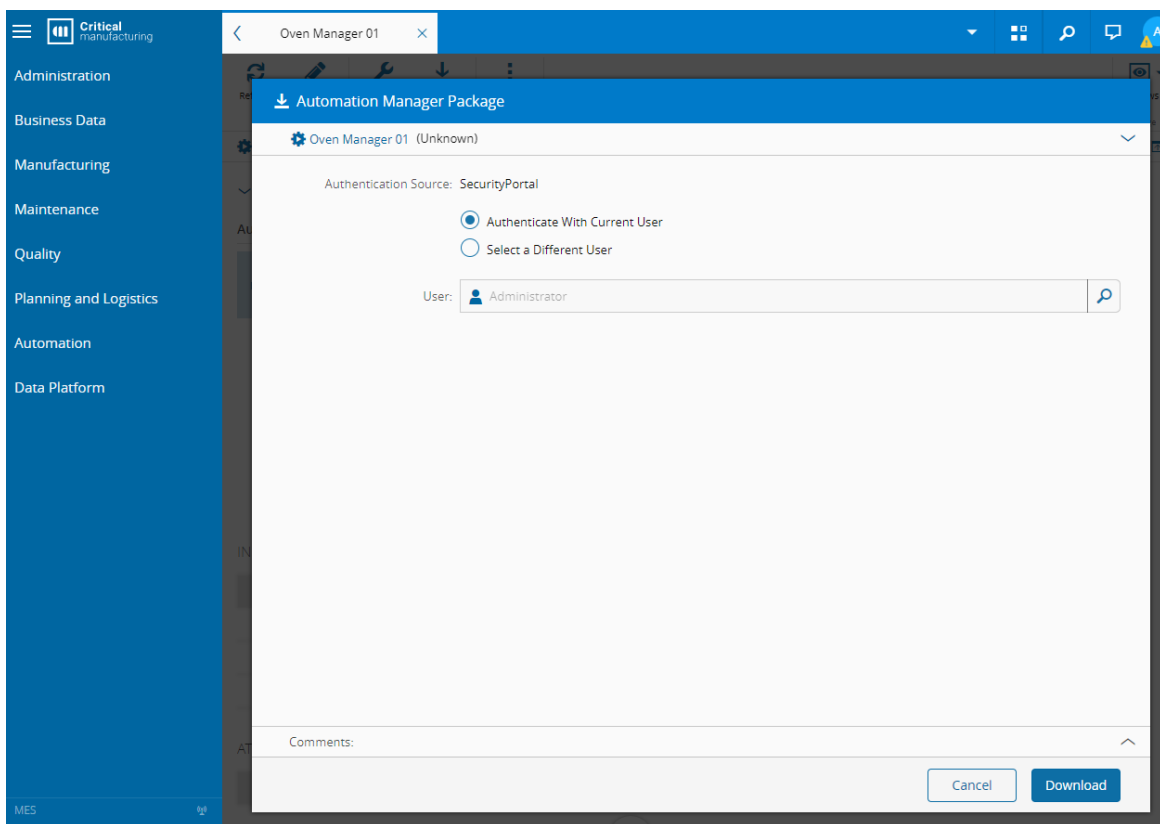 Critical
manufacturing
Oven Manager 01
Administration
Business Data
Manufacturing
Maintenance
Quality
Planning and Logistics
Automation
Data Platform
MES
Automation Manager Package
Oven Manager 01 (Unknown)
Authentication Source: SecurityPortal
Authenticate With Current User
Select a Different User
User: Administrator
Comments:
Cancel
Download